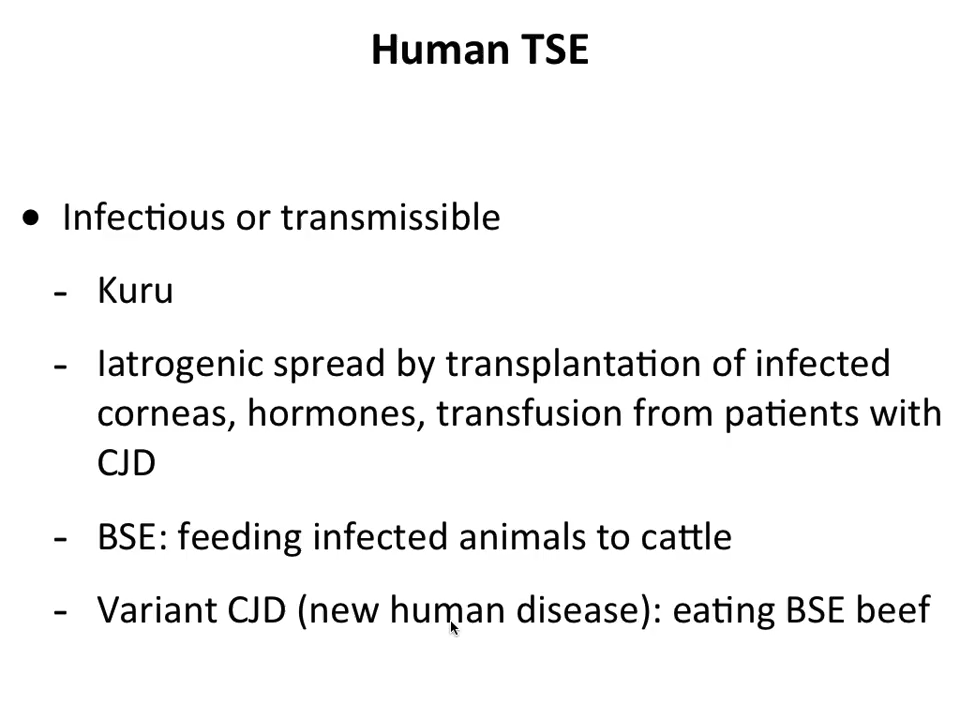 Human TSE
• Infectious or transmissible
- Kuru
- Iatrogenic spread by transplantation of infected
corneas, hormones, transfusion from patients with
CJD
- BSE: feeding infected animals to cattle
- Variant CJD (new human disease): eating BSE beef